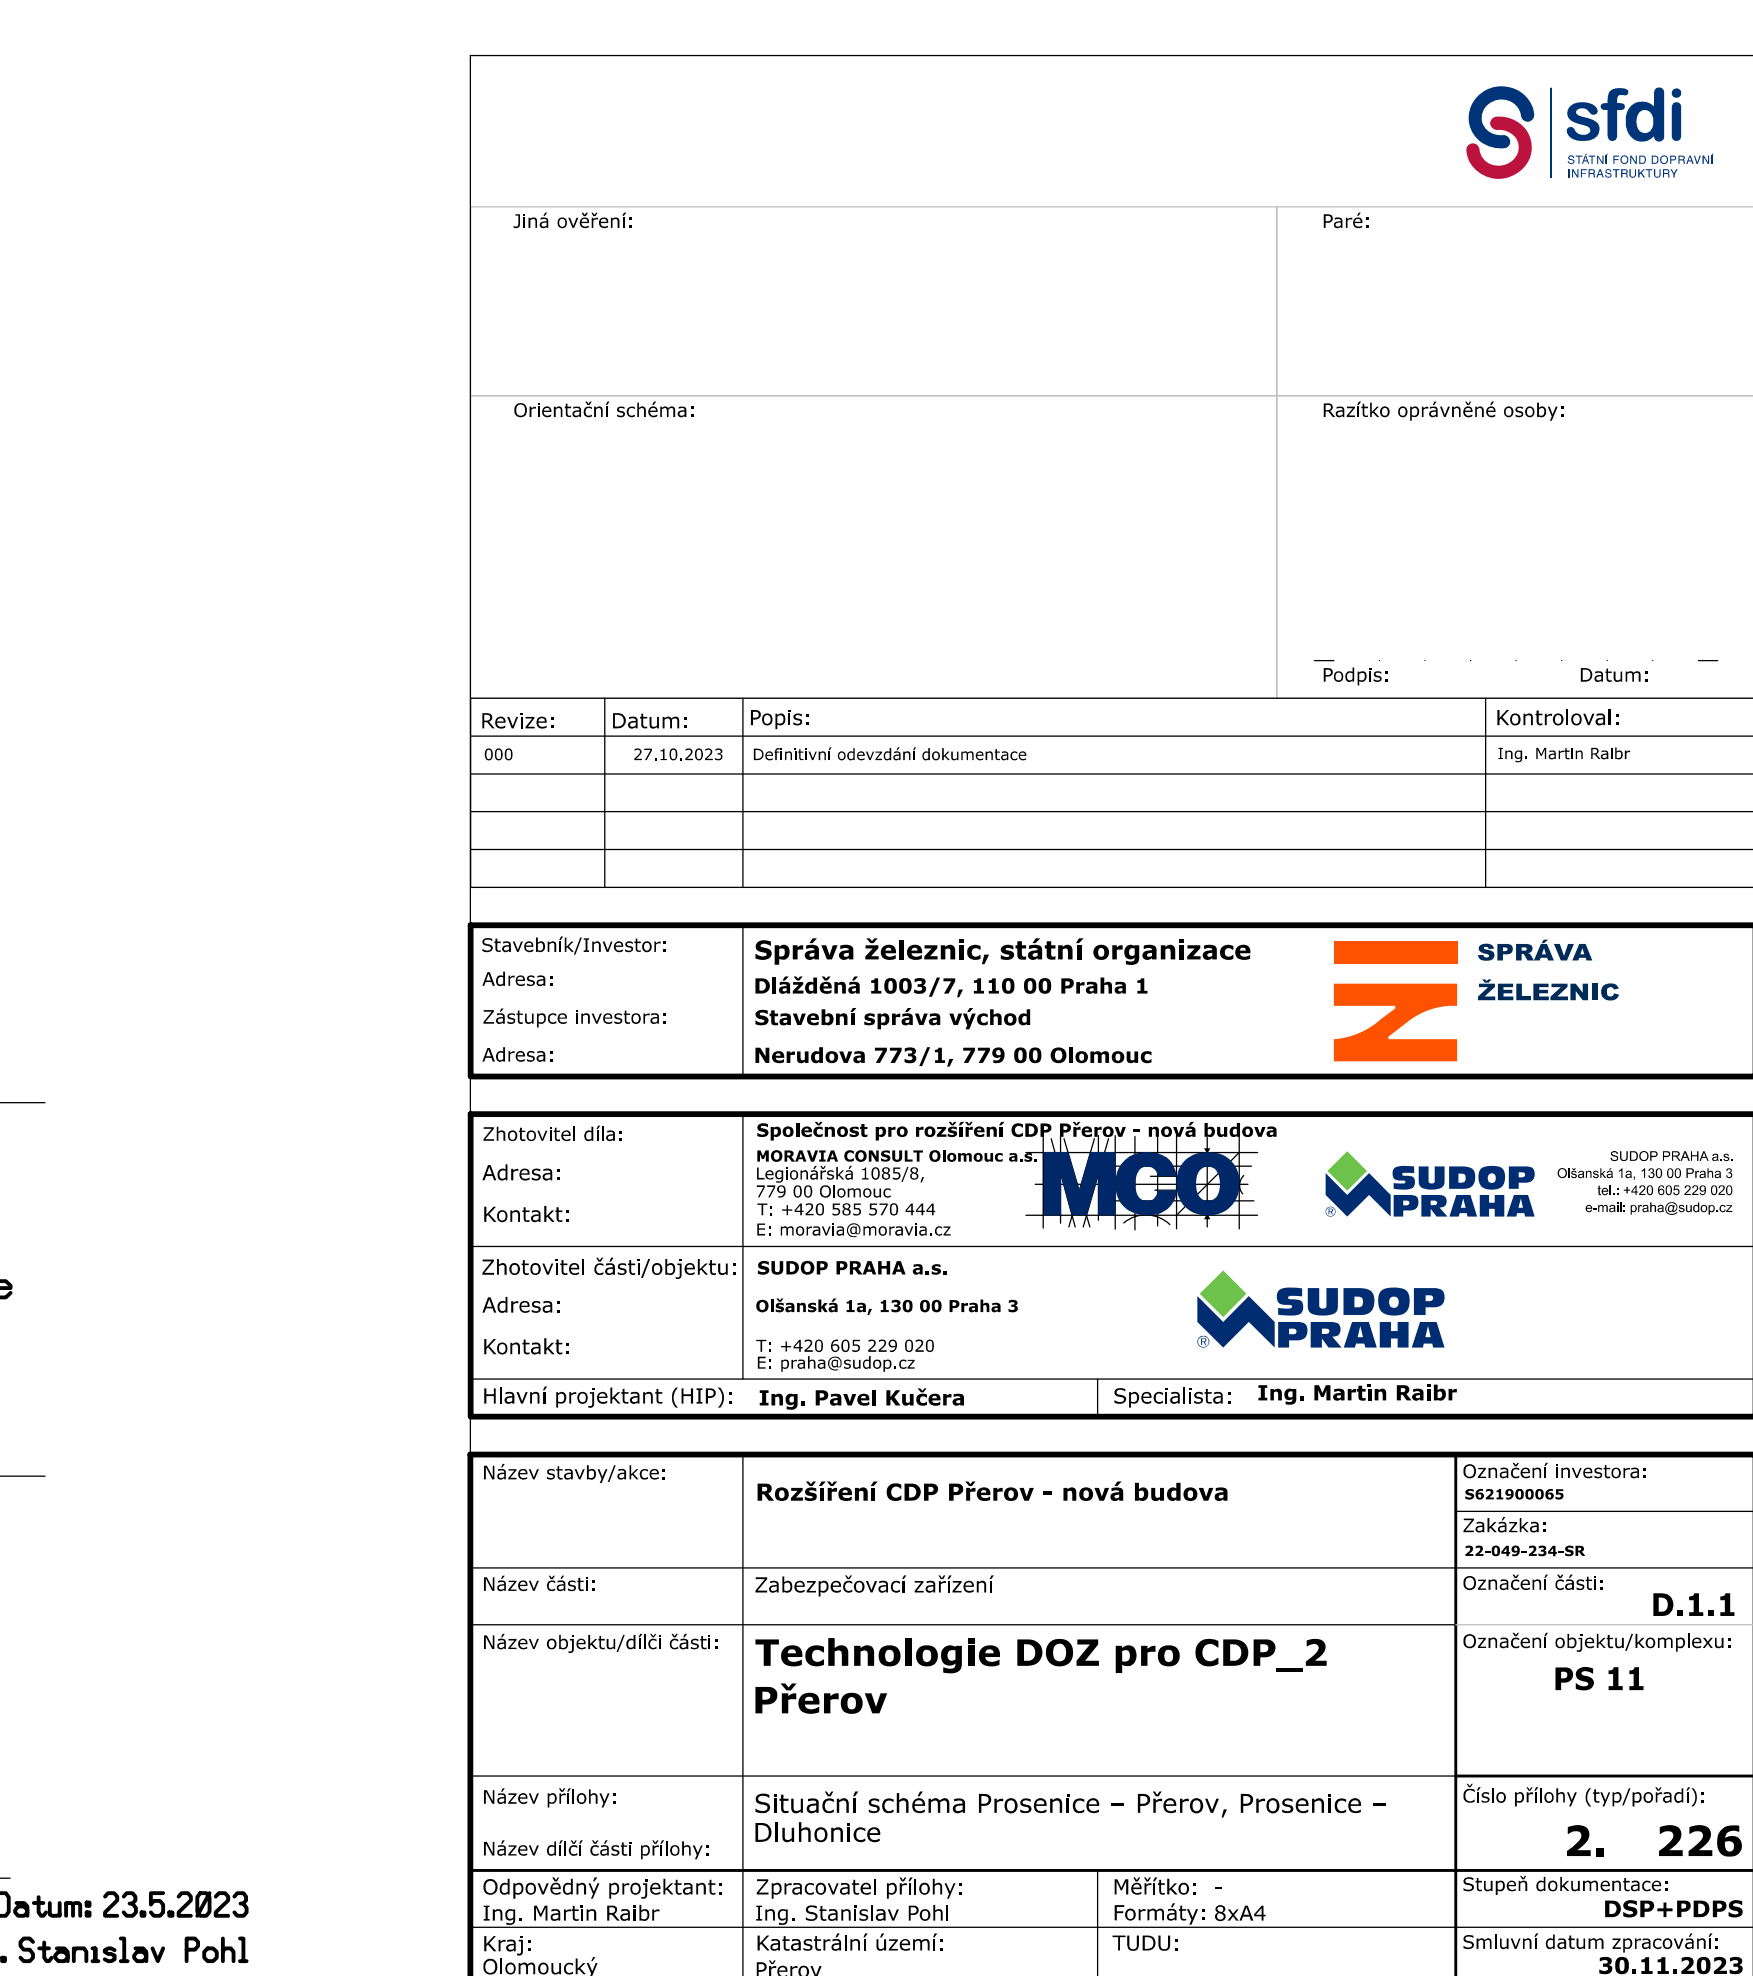 sfdi
STÁTNÍ FOND DOPRAVNÍ
INFRASTRUKTURY
Jiná ověření:
Paré:
Orientační schéma:
Razítko oprávněné osoby:
Podpis: Datum:
Revize: Datum: Popis: Kontroloval:
000 27.10.2023 Definitivní odevzdání dokumentace Ing. Martin Raibr
Stavebník/Investor: Správa železnic, státní organizace
Adresa: Dlážděná 1003/7, 110 00 Praha 1
Zástupce investora: Stavební správa východ
Adresa: Nerudova 773/1, 779 00 Olomouc
SPRÁVA
ŽELEZNIC
Zhotovitel díla: Společnost pro rozšíření CDP Přerov - nová budova
MORAVIA CONSULT Olomouc a.s.
Adresa: Legionářská 1085/8,
779 00 Olomouc
Kontakt: T: +420 585 570 444
E: moravia@moravia.cz
MCO
SUDOP
PRAHA
®
SUDOP PRAHA a.s.
Olšanská 1a, 130 00 Praha 3
tel.: +420 605 229 020
e-mail: praha@sudop.cz
Zhotovitel části/objektu: SUDOP PRAHA a.s.
Adresa: Olšanská 1a, 130 00 Praha 3
Kontakt: T: +420 605 229 020
E: praha@sudop.cz
SUDOP
PRAHA
®
Hlavní projektant (HIP): Ing. Pavel Kučera Specialista: Ing. Martin Raibr
Název stavby/akce: Rozšíření CDP Přerov - nová budova
Označení investora:
S621900065
Zakázka:
22-049-234-SR
Název části: Zabezpečovací zařízení
Označení části:
D.1.1
Název objektu/dílči části: Technologie DOZ pro CDP_2
Přerov
Označení objektu/komplexu:
PS 11
Název přílohy: Situační schéma Prosenice – Přerov, Prosenice –
Dluhonice
Název dílčí části přílohy:
Číslo přílohy (typ/pořadí):
2. 226
Odpovědný projektant: Zpracovatel přílohy: Měřítko: - Stupeň dokumentace:
Ing. Martin Raibr Ing. Stanislav Pohl Formáty: 8xA4 DSP+PDPS
Kraj: Katastrální území: TUDU: Smluvní datum zpracování:
Olomoucký Přerov 30.11.2023
e
Datum: 23.5.2023
. Stanislav Pohl